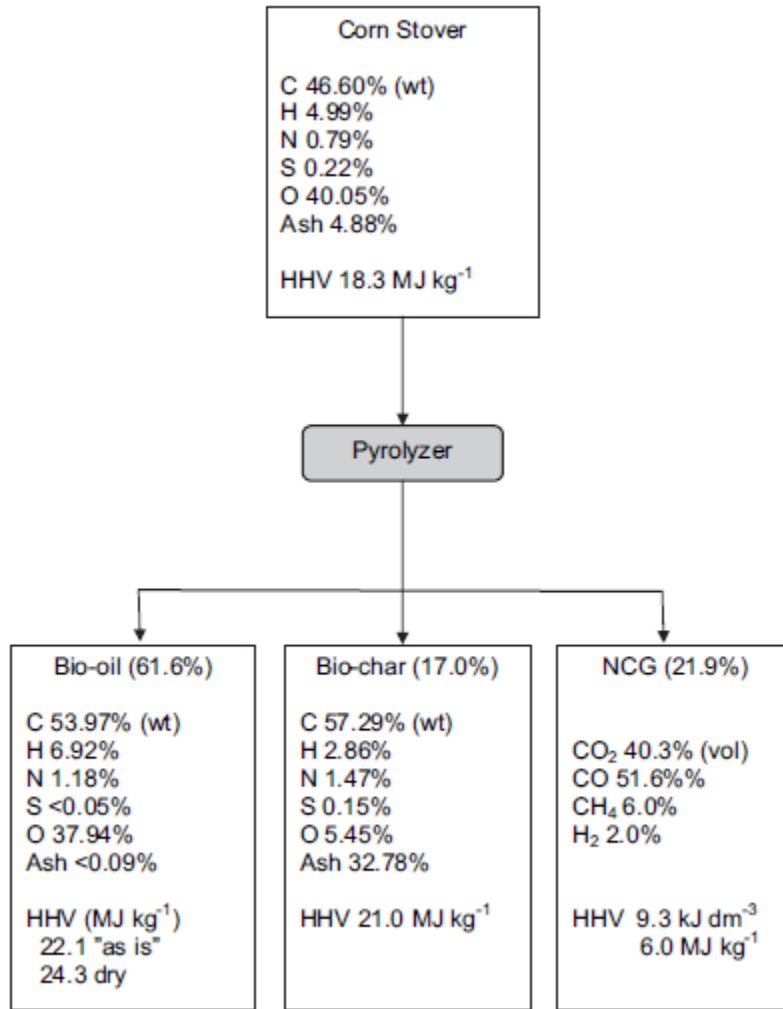 Corn Stover
C 46.60% (wt)
H 4.99%
N 0.79%
S 0.22%
O 40.05%
Ash 4.88%
HHV 18.3 MJ kg⁻¹
Pyrolyzer
Bio-oil (61.6%)
C 53.97% (wt)
H 6.92%
N 1.18%
S <0.05%
O 37.94%
Ash <0.09%
HHV (MJ kg⁻¹)
22.1 "as is"
24.3 dry
Bio-char (17.0%)
C 57.29% (wt)
H 2.86%
N 1.47%
S 0.15%
O 5.45%
Ash 32.78%
HHV 21.0 MJ kg⁻¹
NCG (21.9%)
CO₂ 40.3% (vol)
CO 51.6%%
CH₄ 6.0%
H₂ 2.0%
HHV 9.3 kJ dm⁻³
6.0 MJ kg⁻¹